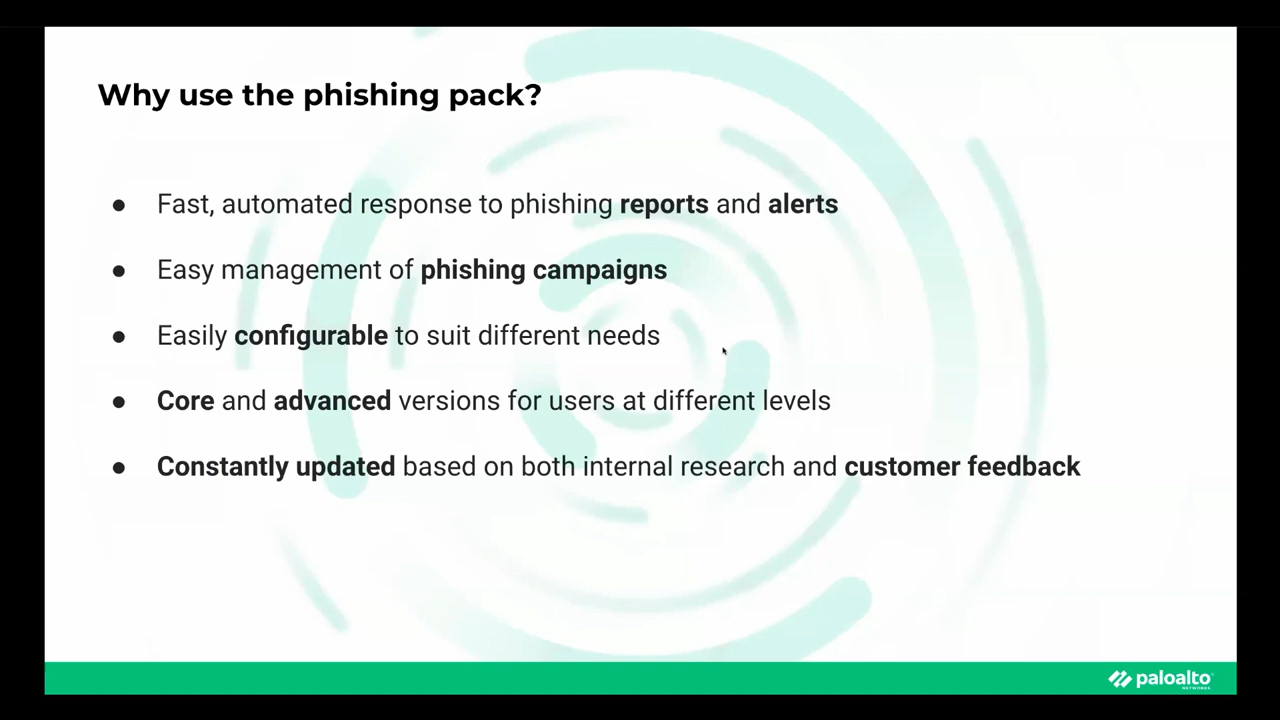 Why use the phishing pack?
● Fast, automated response to phishing reports and alerts
● Easy management of phishing campaigns
● Easily configurable to suit different needs
● Core and advanced versions for users at different levels
● Constantly updated based on both internal research and customer feedback
paloalto
NETWORKS